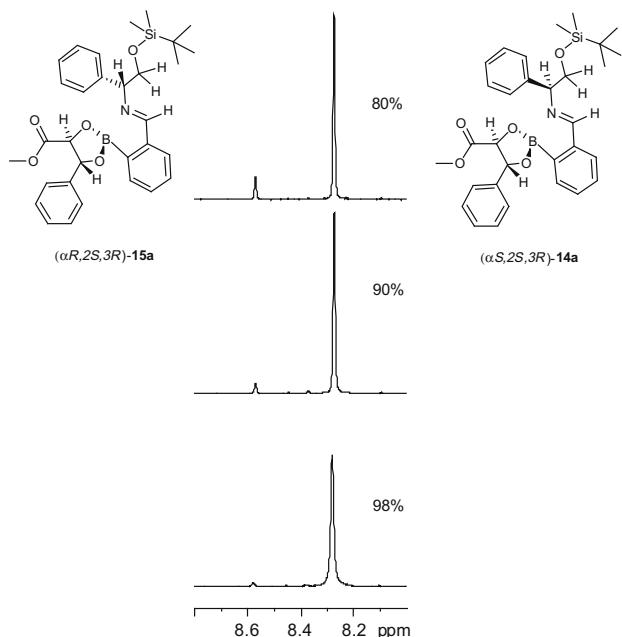 Si
O
H
H
H
N
H
O
B
O
O
O
H
H
(αR,2S,3R)-15a
Si
O
H
H
H
N
H
O
B
O
O
O
H
H
(αS,2S,3R)-14a
80%
90%
98%
8.6 8.4 8.2 ppm